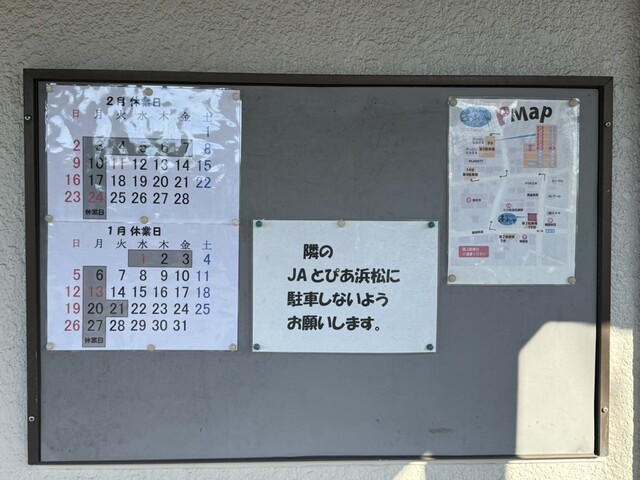 2月 休業日
日 月 火 水 木 金 土
1
2 3 4 5 6 7 8
9 10 11 12 13 14 15
16 17 18 19 20 21 22
23 24 25 26 27 28
休業日
1月 休業日
日 月 火 水 木 金 土
1 2 3 4
5 6 7 8 9 10 11
12 13 14 15 16 17 18
19 20 21 22 23 24 25
26 27 28 29 30 31
休業日
隣の
JAとぴあ浜松に
駐車しないよう
お願いします。
PMap